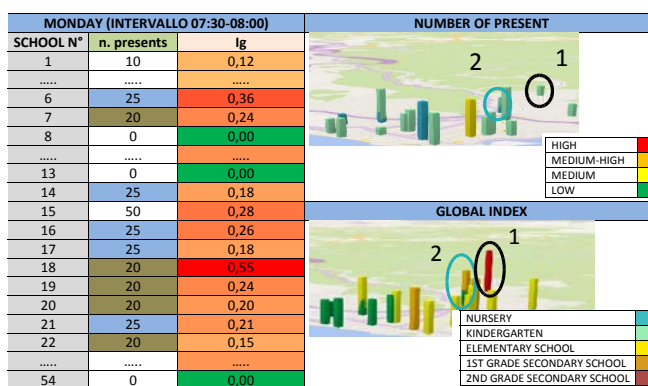 MONDAY (INTERVALLO 07:30-08:00)
SCHOOL N° n. presents Ig
1 10 0,12
..... ..... .....
6 25 0,36
7 20 0,24
8 0 0,00
..... ..... .....
13 0 0,00
14 25 0,18
15 50 0,28
16 25 0,26
17 25 0,18
18 20 0,55
19 20 0,24
20 20 0,20
21 25 0,21
22 20 0,15
..... ..... .....
54 0 0,00
NUMBER OF PRESENT
2 1
HIGH
MEDIUM-HIGH
MEDIUM
LOW
GLOBAL INDEX
2 1
NURSERY
KINDERGARTEN
ELEMENTARY SCHOOL
1ST GRADE SECONDARY SCHOOL
2ND GRADE SECONDARY SCHOOL